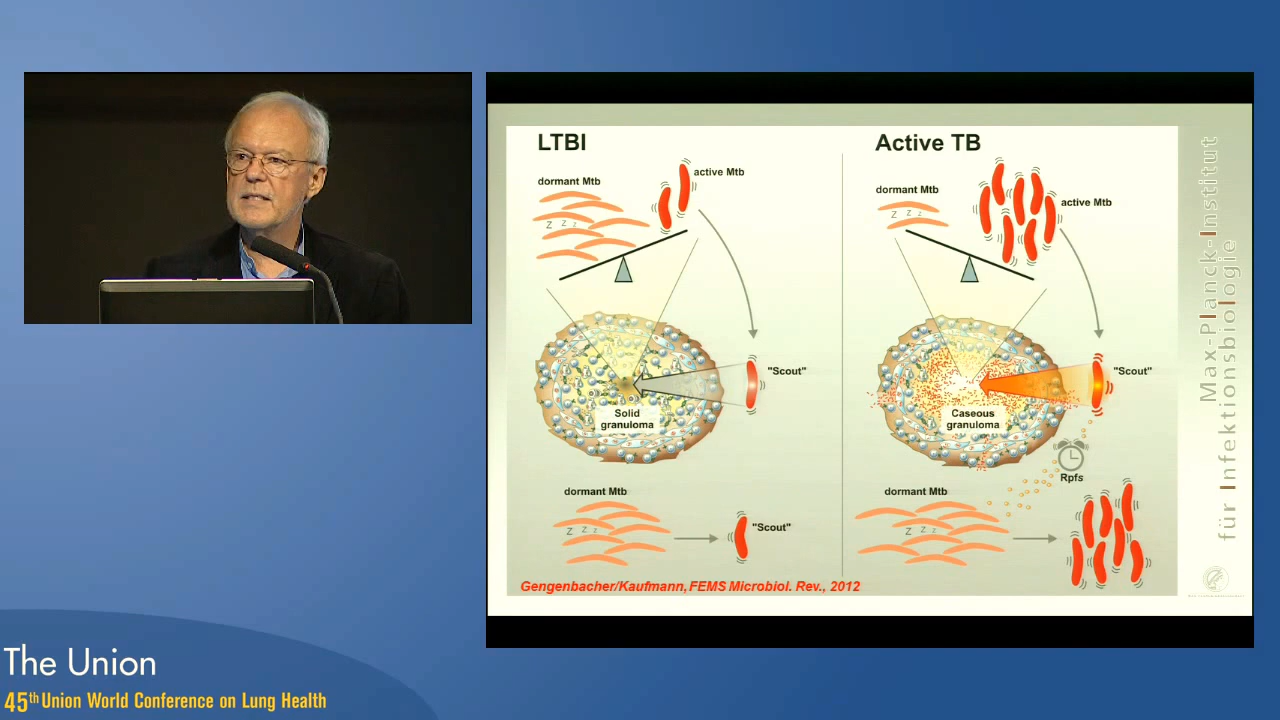 LTBI
dormant Mtb
active Mtb
z z z
"Scout"
Solid
granuloma
dormant Mtb
z z z
"Scout"
Active TB
dormant Mtb
active Mtb
z z z
"Scout"
Caseous
granuloma
Rpfs
dormant Mtb
z z z
Gengenbacher/Kaufmann, FEMS Microbiol. Rev., 2012
Max-Planck-Institut
für Infektionsbiologie
The Union
45th Union World Conference on Lung Health